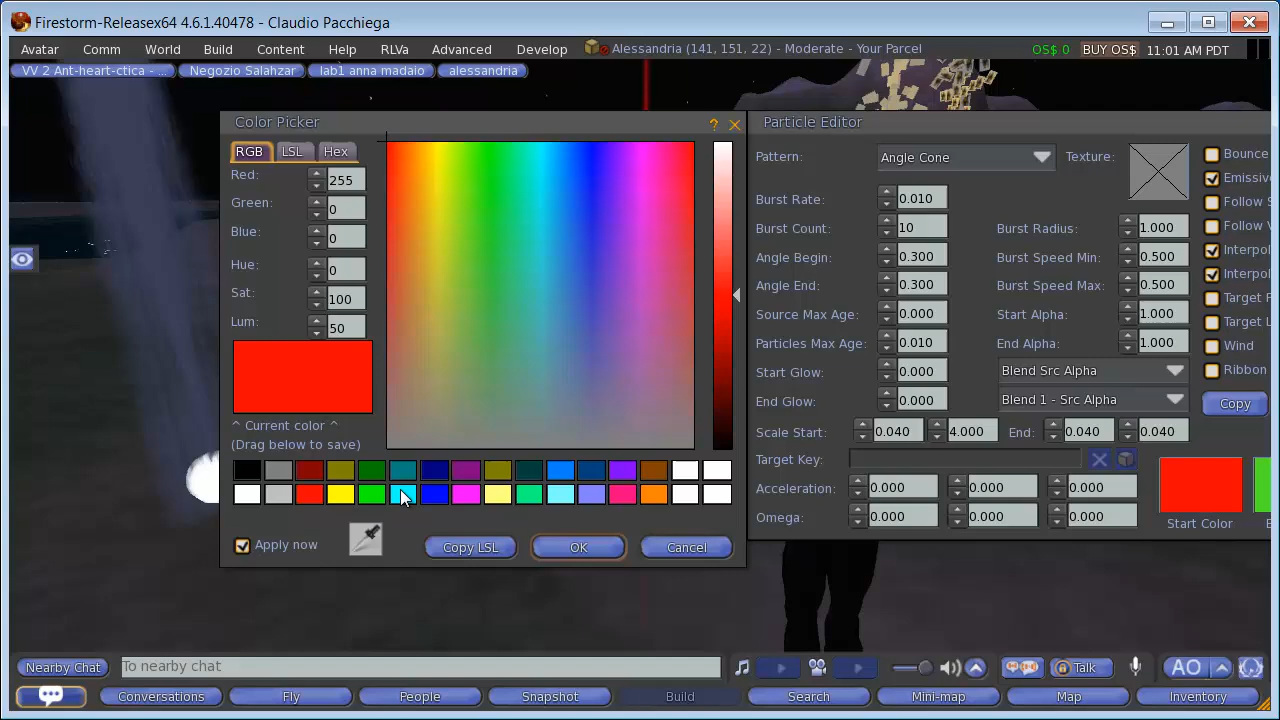 Firestorm-Releasex64 4.6.1.40478 - Claudio Pacchiega
Avatar Comm World Build Content Help RLVa Advanced Develop Alessandria (141, 151, 22) - Moderate - Your Parcel OS$ 0 BUY OS$ 11:01 AM PDT
VV 2 Ant-heart-ctica - ... Negozio Salahzar lab1 anna madaio alessandria
Color Picker ?
RGB LSL Hex
Red: 255
Green: 0
Blue: 0
Hue: 0
Sat: 100
Lum: 50
^ Current color ^
(Drag below to save)
Apply now
Copy LSL OK Cancel
Particle Editor
Pattern: Angle Cone Texture:
Burst Rate: 0.010
Burst Count: 10 Burst Radius: 1.000
Angle Begin: 0.300 Burst Speed Min: 0.500
Angle End: 0.300 Burst Speed Max: 0.500
Source Max Age: 0.000 Start Alpha: 1.000
Particles Max Age: 0.010 End Alpha: 1.000
Start Glow: 0.000 Blend Src Alpha
End Glow: 0.000 Blend 1 - Src Alpha
Scale Start: 0.040 4.000 End: 0.040 0.040
Target Key:
Acceleration: 0.000 0.000 0.000
Omega: 0.000 0.000 0.000
Start Color
Bounce
Emissive
Follow S
Follow V
Interpol
Interpol
Target P
Target L
Wind
Ribbon
Copy
Nearby Chat To nearby chat Talk AO
Conversations Fly People Snapshot Build Search Mini-map Map Inventory